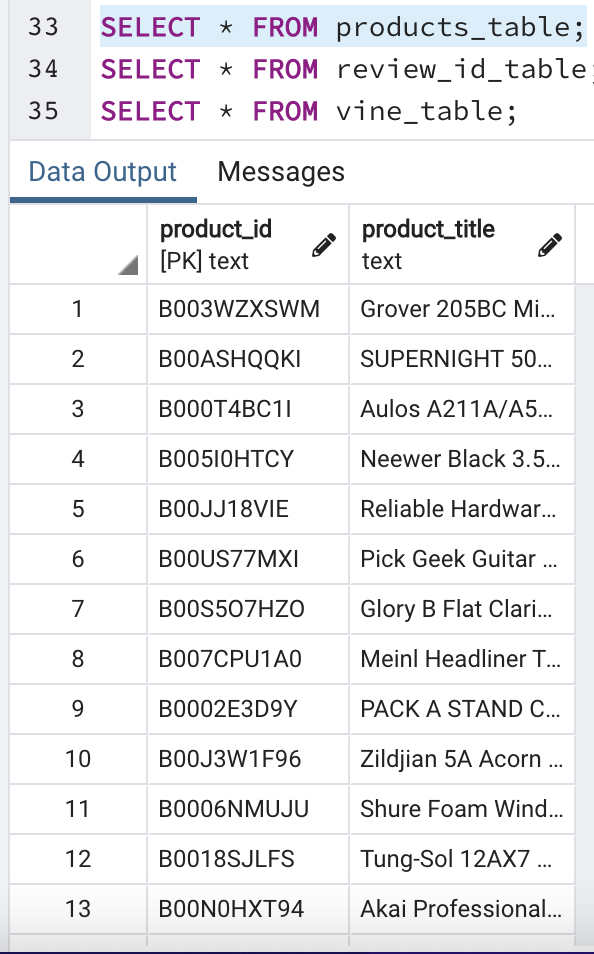 33 SELECT * FROM products_table;
34 SELECT * FROM review_id_table;
35 SELECT * FROM vine_table;
Data Output Messages
product_id product_title
[PK] text text
1 B003WZXSWM Grover 205BC Mi...
2 B00ASHQQKI SUPERNIGHT 50...
3 B000T4BC1I Aulos A211A/A5...
4 B005I0HTCY Neewer Black 3.5...
5 B00JJ18VIE Reliable Hardwar...
6 B00US77MXI Pick Geek Guitar ...
7 B00S5O7HZO Glory B Flat Clari...
8 B007CPU1A0 Meinl Headliner T...
9 B0002E3D9Y PACK A STAND C...
10 B00J3W1F96 Zildjian 5A Acorn ...
11 B0006NMUJU Shure Foam Wind...
12 B0018SJLFS Tung-Sol 12AX7 ...
13 B00N0HXT94 Akai Professional...